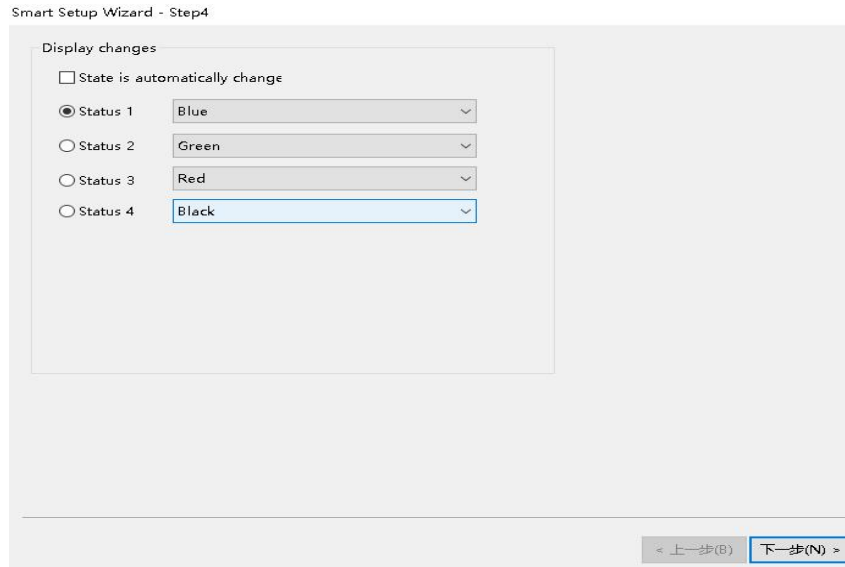 Smart Setup Wizard - Step4
Display changes
State is automatically change
Status 1 Blue
Status 2 Green
Status 3 Red
Status 4 Black
< 上一步(B) 下一步(N) >